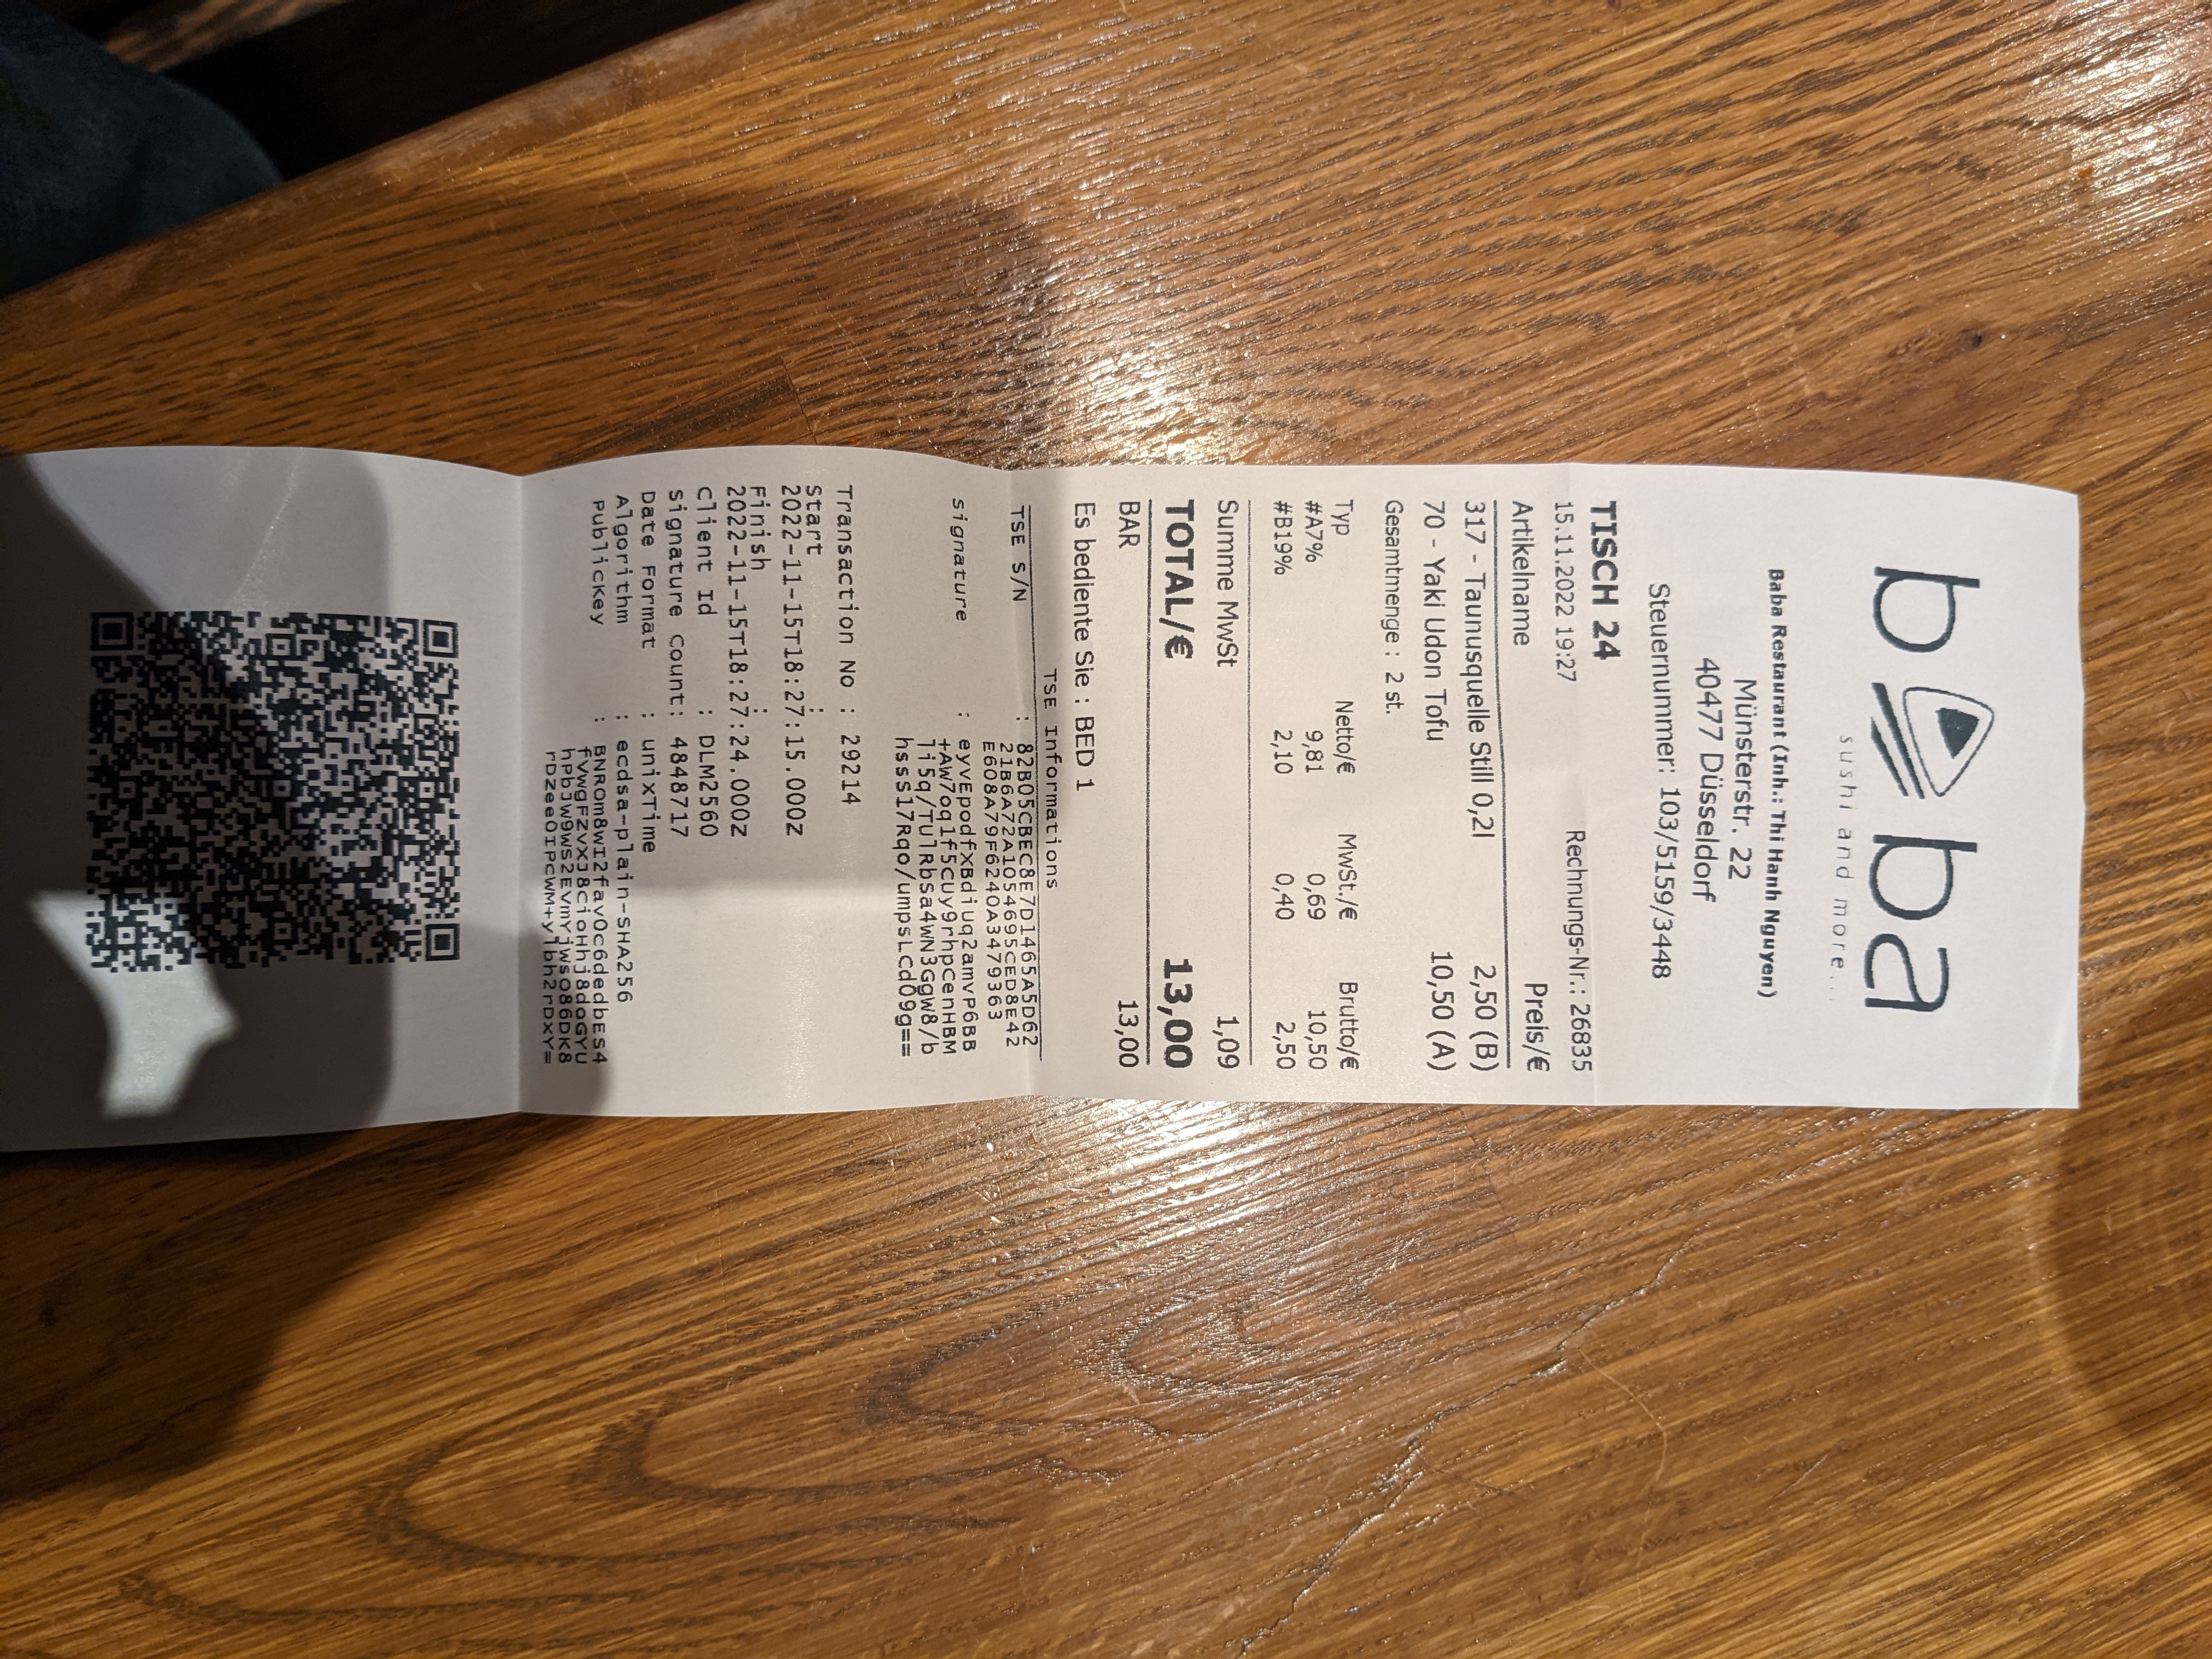 baba
sushi and more...
Baba Restaurant (Inh.: Thi Hanh Nguyen)
Münsterstr. 22
40477 Düsseldorf
Steuernummer: 103/5159/3448
TISCH 24
15.11.2022 19:27 Rechnungs-Nr.: 26835
Artikelname Preis/€
317 - Taunusquelle Still 0,2l 2,50 (B)
70 - Yaki Udon Tofu 10,50 (A)
Gesamtmenge : 2 st.
Typ Netto/€ MwSt./€ Brutto/€
#A7% 9,81 0,69 10,50
#B19% 2,10 0,40 2,50
Summe MwSt 1,09
TOTAL/€ 13,00
BAR 13,00
Es bediente Sie : BED 1
TSE Informations
TSE S/N : 82B05CBEC8E7D1465A5D62
21B6A72A1054695CED8E42
E608A79F6240A3479363
signature : eyvEpodfXBdiUq2amvP6BB
+AW7oq1f5CUy9rhpCenHBM
li5q/TulRbsa4WN3Ggw8/b
hsSS17Rqo/umpsLCd09g==
Transaction No : 29214
Start :
2022-11-15T18:27:15.000Z
Finish :
2022-11-15T18:27:24.000Z
Client Id : DLM2560
Signature Count: 4848717
Date Format : unixTime
Algorithm : ecdsa-plain-SHA256
PublicKey : BNROm8wI2fav0c6dedbES4
fVwgFZvXJ8CioHhj8doGYU
hPbJW9WS2EVmYjwsO86DK8
rDzee0IPCWM+ylbh2rDXY=